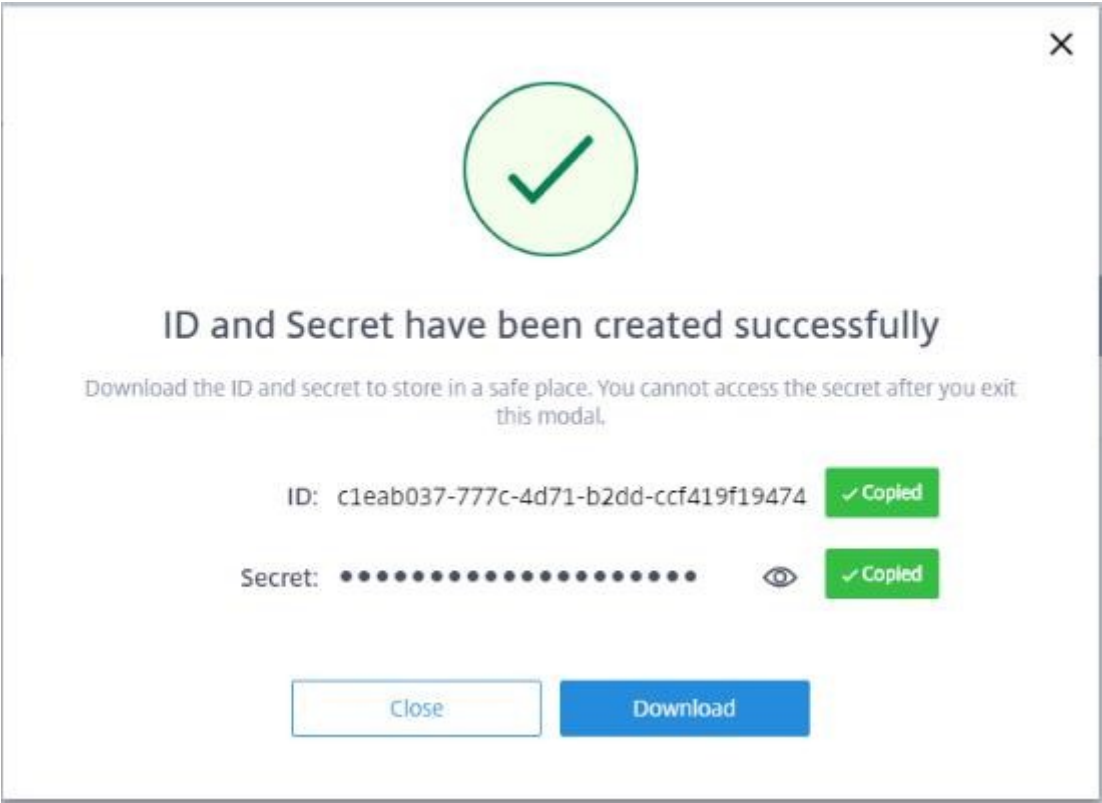 ID and Secret have been created successfully
Download the ID and secret to store in a safe place. You cannot access the secret after you exit
this modal.
ID: c1eab037-777c-4d71-b2dd-ccf419f19474 Copied
Secret: •••••••••••••••••••• Copied
Close Download